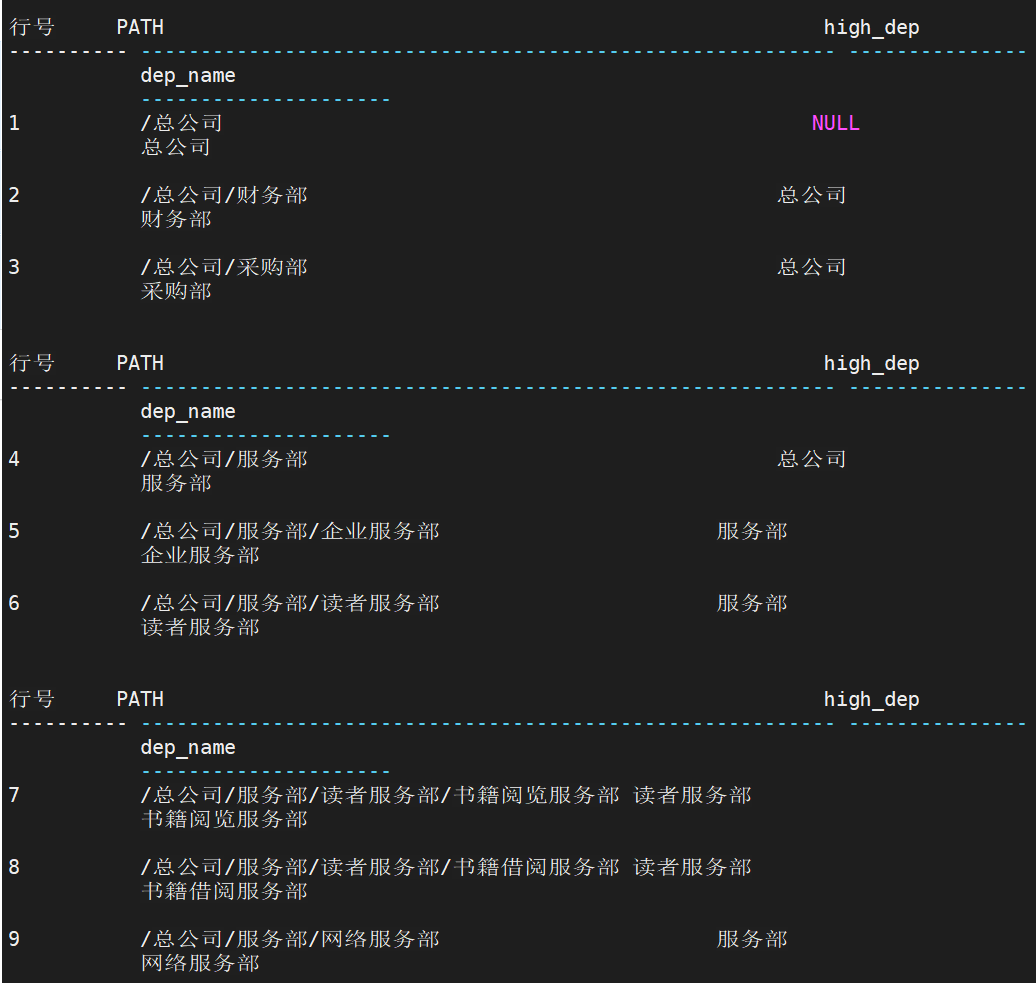 行号 PATH high_dep
---------- ---------------------------------------------------------- ---------------
dep_name
---------------------
1 /总公司 NULL
总公司
2 /总公司/财务部 总公司
财务部
3 /总公司/采购部 总公司
采购部
行号 PATH high_dep
---------- ---------------------------------------------------------- ---------------
dep_name
---------------------
4 /总公司/服务部 总公司
服务部
5 /总公司/服务部/企业服务部 服务部
企业服务部
6 /总公司/服务部/读者服务部 服务部
读者服务部
行号 PATH high_dep
---------- ---------------------------------------------------------- ---------------
dep_name
---------------------
7 /总公司/服务部/读者服务部/书籍阅览服务部 读者服务部
书籍阅览服务部
8 /总公司/服务部/读者服务部/书籍借阅服务部 读者服务部
书籍借阅服务部
9 /总公司/服务部/网络服务部 服务部
网络服务部